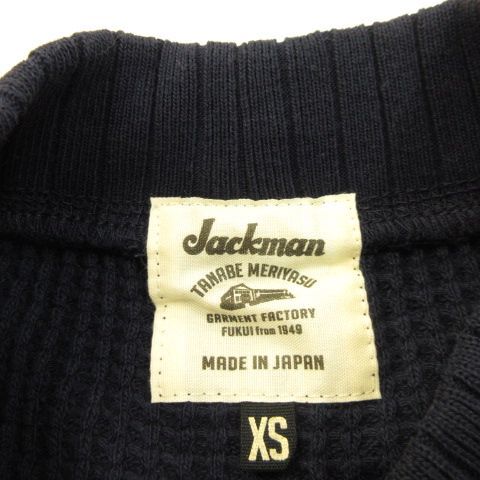 Jackman
TANABE MERIYASU
GARMENT FACTORY
FUKUI from 1949
MADE IN JAPAN
XS